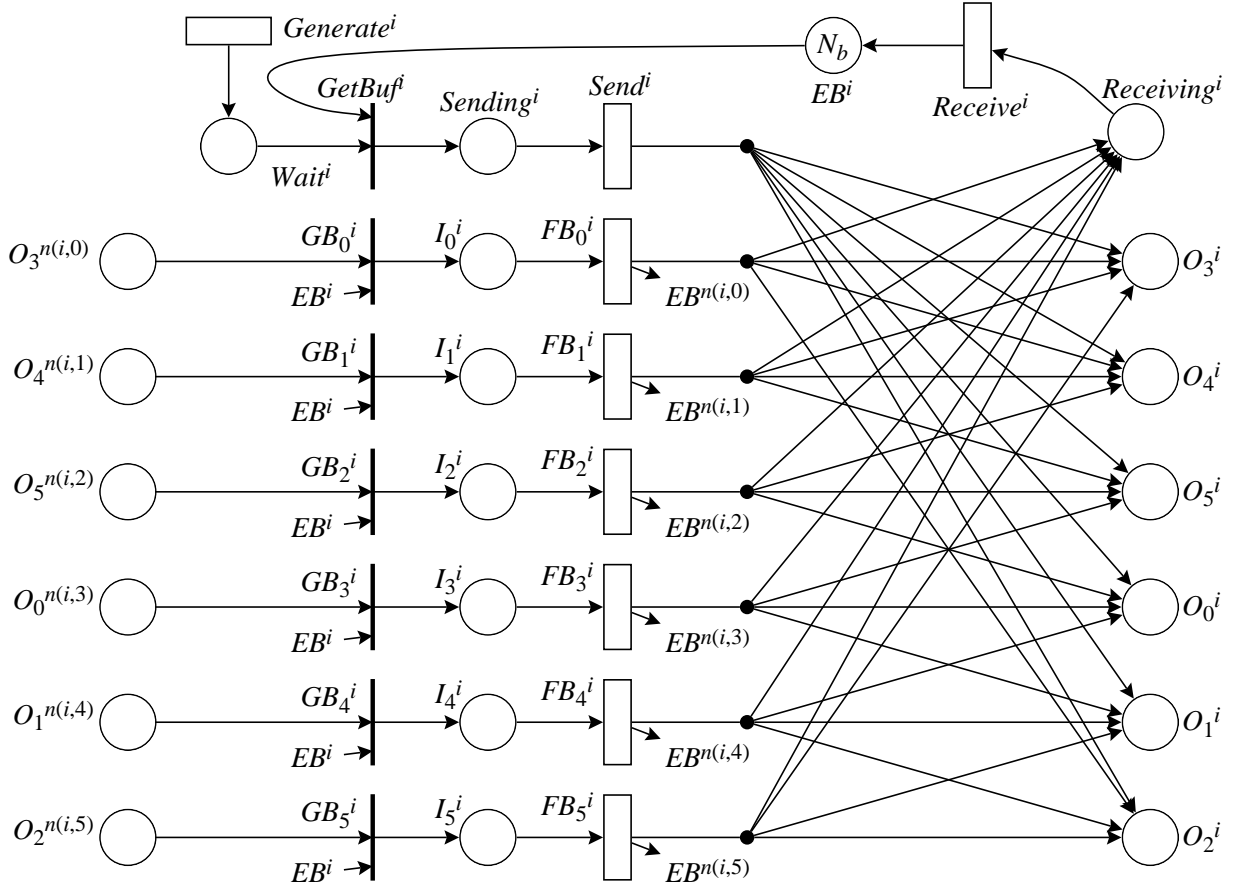 Generate^i
N_b
GetBuf^i
Sending^i
Send^i
EB^i
Receive^i
Receiving^i
Wait^i
O_3^{n(i,0)}
GB_0^i
I_0^i
FB_0^i
O_3^i
EB^i
EB^{n(i,0)}
O_4^{n(i,1)}
GB_1^i
I_1^i
FB_1^i
O_4^i
EB^i
EB^{n(i,1)}
O_5^{n(i,2)}
GB_2^i
I_2^i
FB_2^i
O_5^i
EB^i
EB^{n(i,2)}
O_0^{n(i,3)}
GB_3^i
I_3^i
FB_3^i
O_0^i
EB^i
EB^{n(i,3)}
O_1^{n(i,4)}
GB_4^i
I_4^i
FB_4^i
O_1^i
EB^i
EB^{n(i,4)}
O_2^{n(i,5)}
GB_5^i
I_5^i
FB_5^i
O_2^i
EB^i
EB^{n(i,5)}